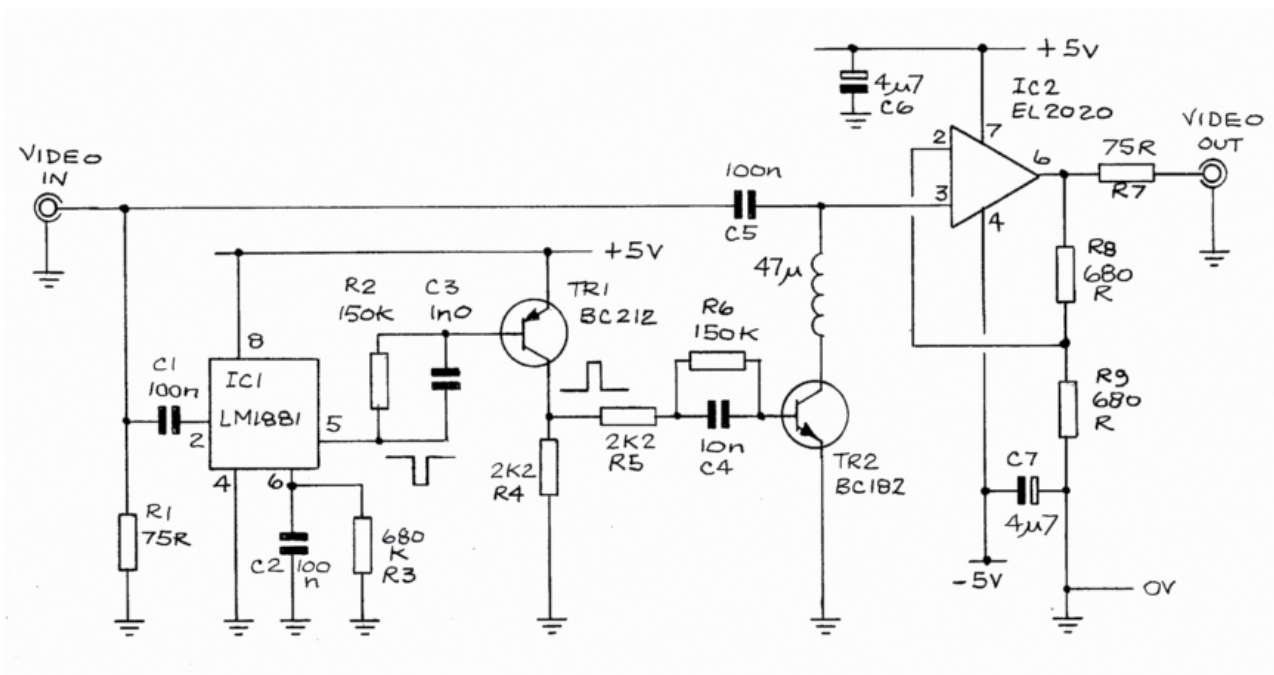 +5V
4µ7
C6
IC2
EL2020
7
2
3
6
4
75R
R7
VIDEO
OUT
VIDEO
IN
100n
C5
R8
680
R
47µ
+5V
R2
150K
C3
1n0
TR1
BC212
R6
150K
8
C1
100n
IC1
LM1881
2
5
4
6
R9
680
R
2K2
R5
10n
C4
TR2
BC182
2K2
R4
C7
4µ7
R1
75R
C2
100
n
680
K
R3
-5V
0V